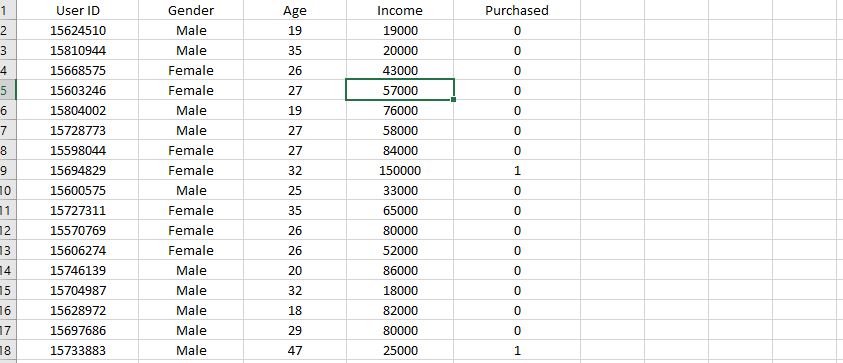 1 User ID Gender Age Income Purchased
2 15624510 Male 19 19000 0
3 15810944 Male 35 20000 0
4 15668575 Female 26 43000 0
5 15603246 Female 27 57000 0
6 15804002 Male 19 76000 0
7 15728773 Male 27 58000 0
8 15598044 Female 27 84000 0
9 15694829 Female 32 150000 1
10 15600575 Male 25 33000 0
11 15727311 Female 35 65000 0
12 15570769 Female 26 80000 0
13 15606274 Female 26 52000 0
14 15746139 Male 20 86000 0
15 15704987 Male 32 18000 0
16 15628972 Male 18 82000 0
17 15697686 Male 29 80000 0
18 15733883 Male 47 25000 1